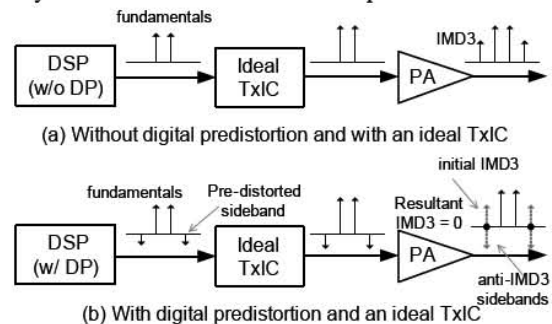 fundamentals
IMD3
DSP
(w/o DP)
Ideal
TxIC
PA
(a) Without digital predistortion and with an ideal TxIC
initial IMD3
fundamentals
Pre-distorted
sideband
Resultant
IMD3 = 0
DSP
(w/ DP)
Ideal
TxIC
PA
anti-IMD3
sidebands
(b) With digital predistortion and an ideal TxIC